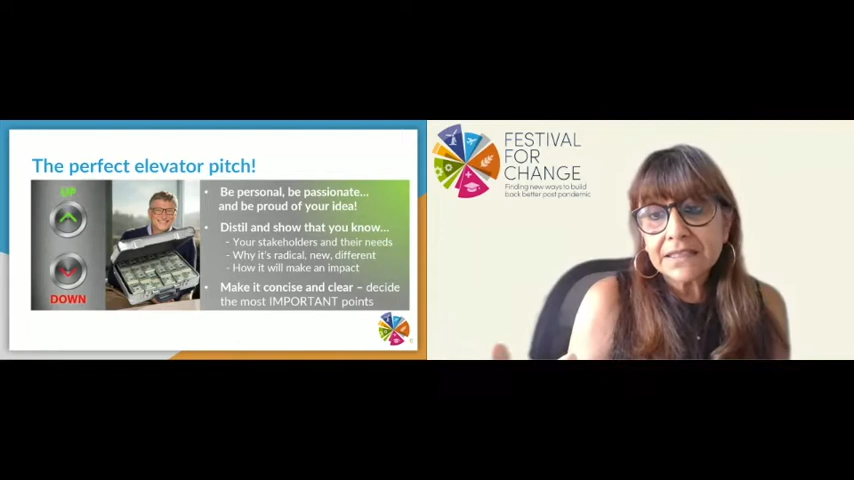 The perfect elevator pitch!
UP
DOWN
• Be personal, be passionate...
and be proud of your idea!
• Distil and show that you know...
- Your stakeholders and their needs
- Why it's radical, new, different
- How it will make an impact
• Make it concise and clear – decide
the most IMPORTANT points
FESTIVAL
FOR
CHANGE
Finding new ways to build
back better post pandemic